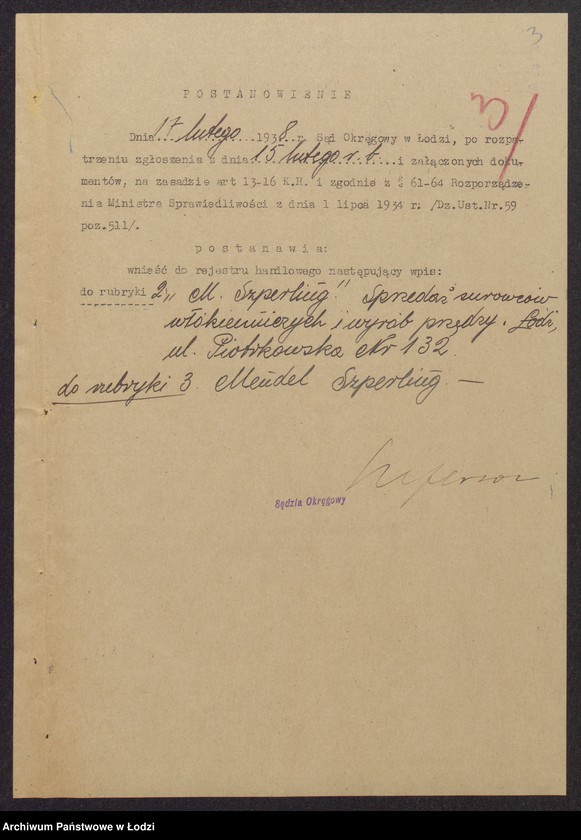 3
P O S T A N O W I E N I E
Dnia 17 lutego 1938 r. Sąd Okręgowy w Łodzi, po rozpa-
trzeniu zgłoszenia z dnia 15 lutego r. b. i załączonych doku-
mentów, na zasadzie art 13-16 K.H. i zgodnie z § § 61-64 Rozporządze-
nia Ministra Sprawiedliwości z dnia 1 lipca 1934 r. /Dz.Ust.Nr.59
poz.511/.
p o s t a n a w i a:
wnieść do rejestru handlowego następujący wpis:
do rubryki 2 „M. Szperling" Sprzedaż surowców
włókienniczych i wyrób przędzy. Łódź,
ul. Piotrkowska Nr 132.
do rubryki 3. Mendel Szperling. —
Sędzia Okręgowy
Archiwum Państwowe w Łodzi